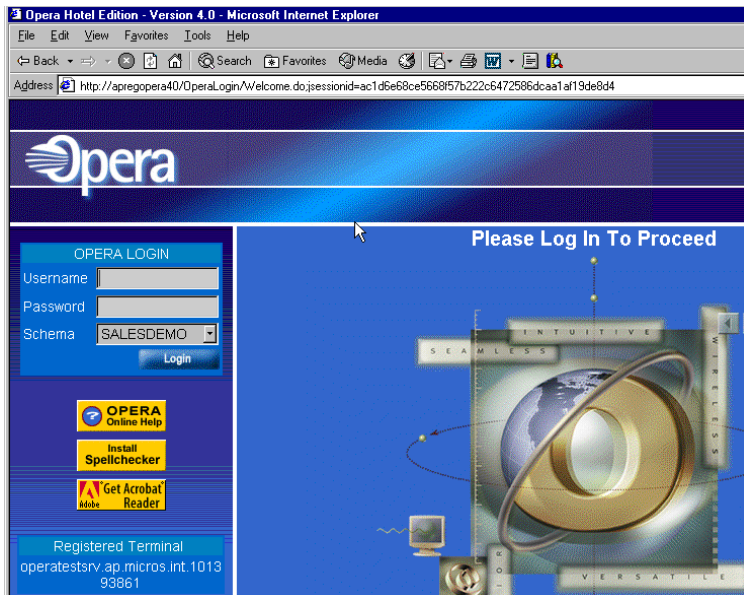 Opera Hotel Edition - Version 4.0 - Microsoft Internet Explorer
File Edit View Favorites Tools Help
Back Search Favorites Media
Address http://apregopera40/OperaLogin/Welcome.do;jsessionid=ac1d6e68ce5668f57b222c6472586dcaa1af19de8d4
Opera
Please Log In To Proceed
OPERA LOGIN
Username
Password
Schema SALESDEMO
Login
INTUITIVE
SEAMLESS
WIRELESS
OPERA
Online Help
Install
Spellchecker
Get Acrobat
Adobe Reader
Registered Terminal
operatestsrv.ap.micros.int.1013
93861
VERSATILE